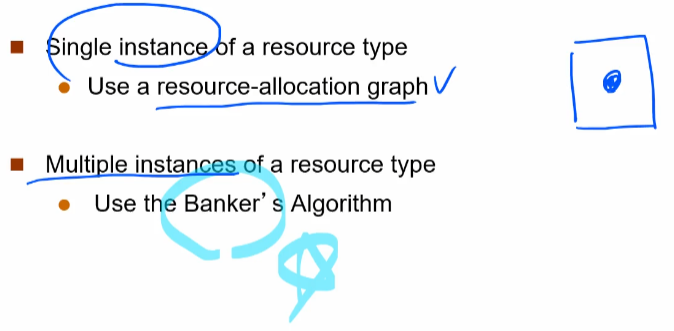 Single instance of a resource type
Use a resource-allocation graph
Multiple instances of a resource type
Use the Banker's Algorithm